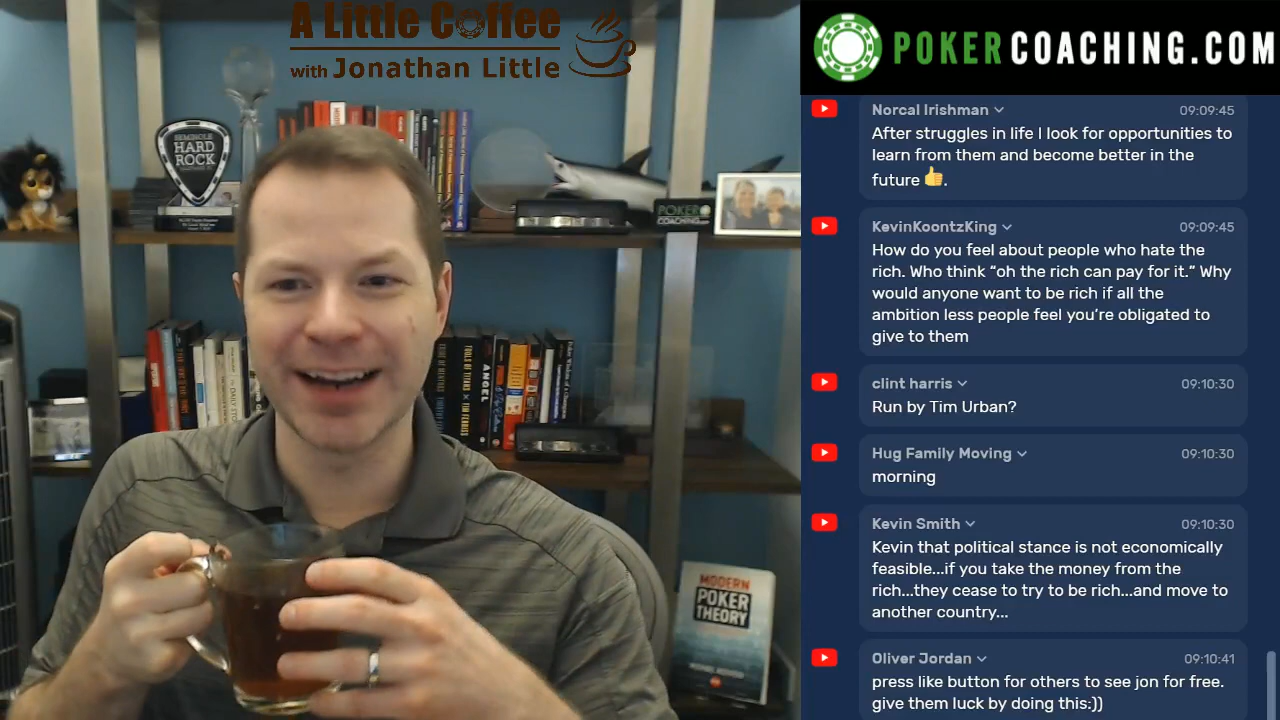 A Little Coffee
with Jonathan Little
SEMINOLE
HARD
ROCK
POKER
COACHING.COM
TOOLS OF TITANS
ANGEL
MODERN
POKER
THEORY
POKERCOACHING.COM
Norcal Irishman 09:09:45
After struggles in life I look for opportunities to
learn from them and become better in the
future 👍.
KevinKoontzKing 09:09:45
How do you feel about people who hate the
rich. Who think “oh the rich can pay for it.” Why
would anyone want to be rich if all the
ambition less people feel you’re obligated to
give to them
clint harris 09:10:30
Run by Tim Urban?
Hug Family Moving 09:10:30
morning
Kevin Smith 09:10:30
Kevin that political stance is not economically
feasible...if you take the money from the
rich...they cease to try to be rich...and move to
another country...
Oliver Jordan 09:10:41
press like button for others to see jon for free.
give them luck by doing this:))